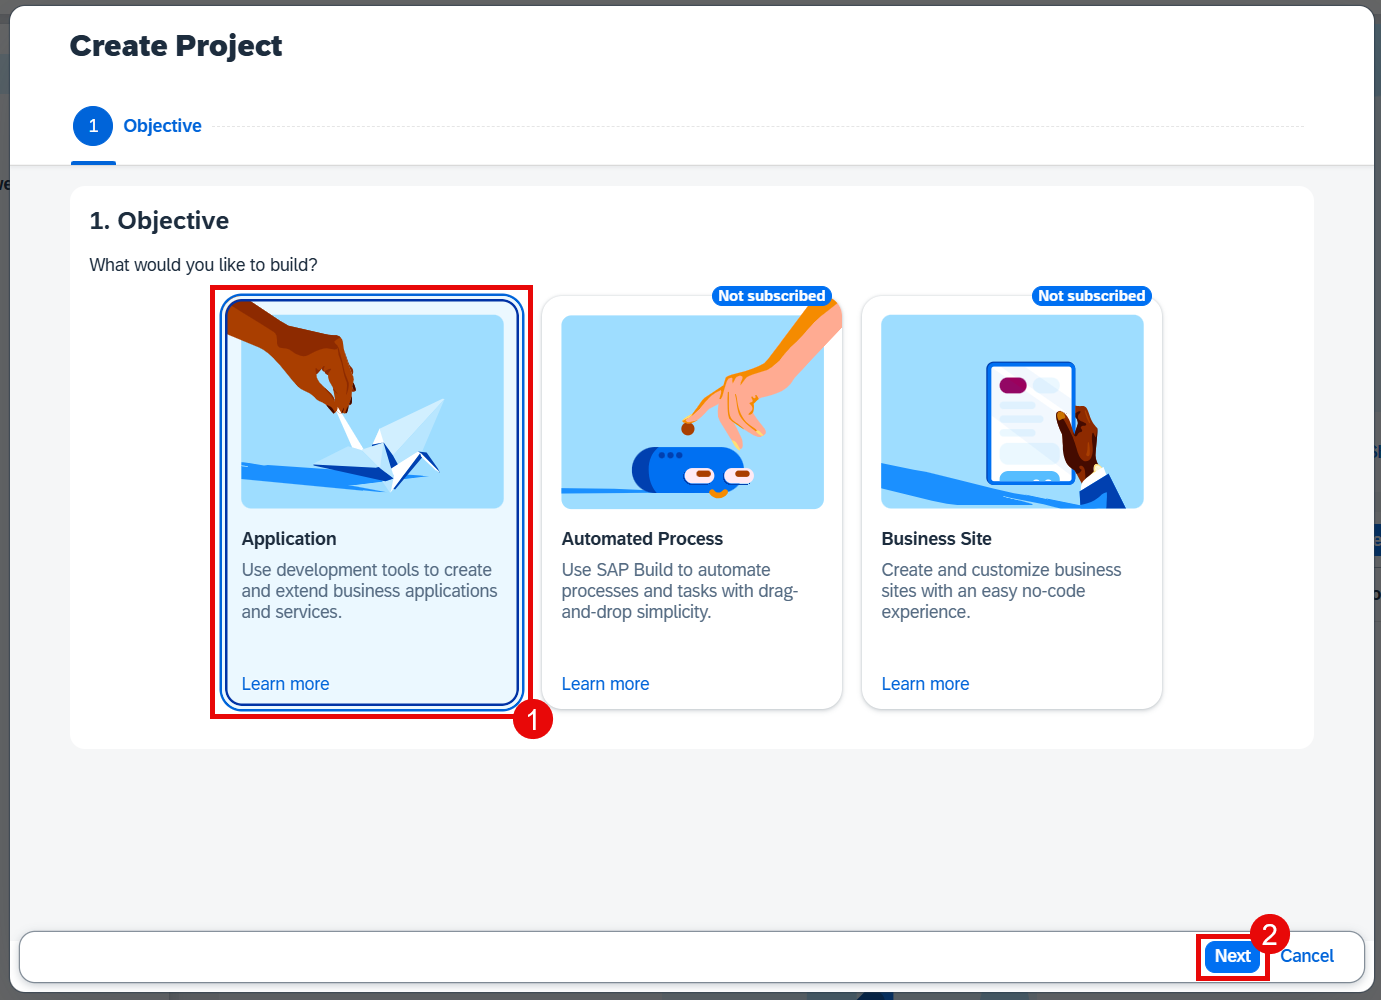 Create Project
1 Objective
1. Objective
What would you like to build?
Application
Use development tools to create
and extend business applications
and services.
Learn more
1
Not subscribed
Automated Process
Use SAP Build to automate
processes and tasks with drag-
and-drop simplicity.
Learn more
Not subscribed
Business Site
Create and customize business
sites with an easy no-code
experience.
Learn more
2
Next Cancel